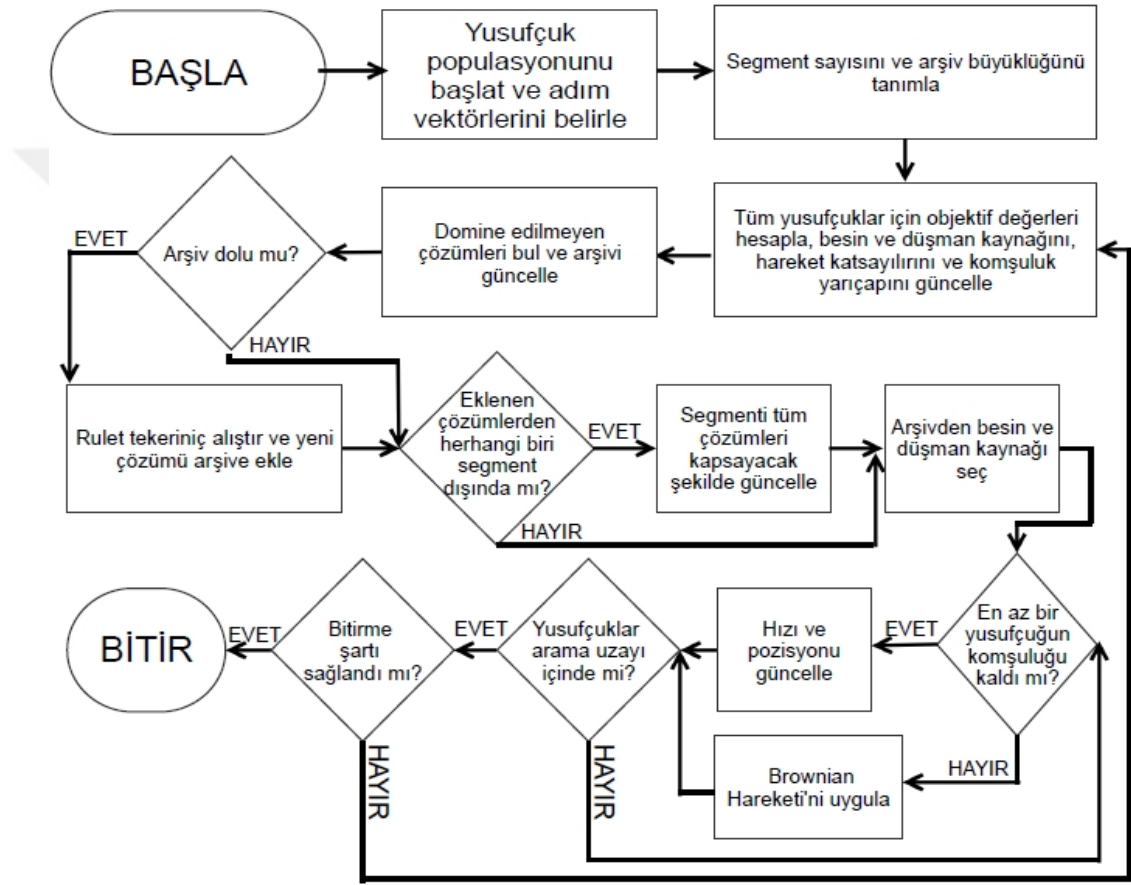 BAŞLA
Yusufçuk
populasyonunu
başlat ve adım
vektörlerini belirle
Segment sayısını ve arşiv büyüklüğünü
tanımla
Tüm yusufçuklar için objektif değerleri
hesapla, besin ve düşman kaynağını,
hareket katsayılırını ve komşuluk
yarıçapını güncelle
Domine edilmeyen
çözümleri bul ve arşivi
güncelle
Arşiv dolu mu?
EVET
HAYIR
Rulet tekeriniç alıştır ve yeni
çözümü arşive ekle
Eklenen
çözümlerden
herhangi biri
segment
dışında mı?
EVET
HAYIR
Segmenti tüm
çözümleri
kapsayacak
şekilde güncelle
Arşivden besin ve
düşman kaynağı
seç
En az bir
yusufçuğun
komşuluğu
kaldı mı?
EVET
HAYIR
Hızı ve
pozisyonu
güncelle
Brownian
Hareketi'ni uygula
Yusufçuklar
arama uzayı
içinde mi?
EVET
HAYIR
Bitirme
şartı
sağlandı mı?
EVET
HAYIR
BİTİR